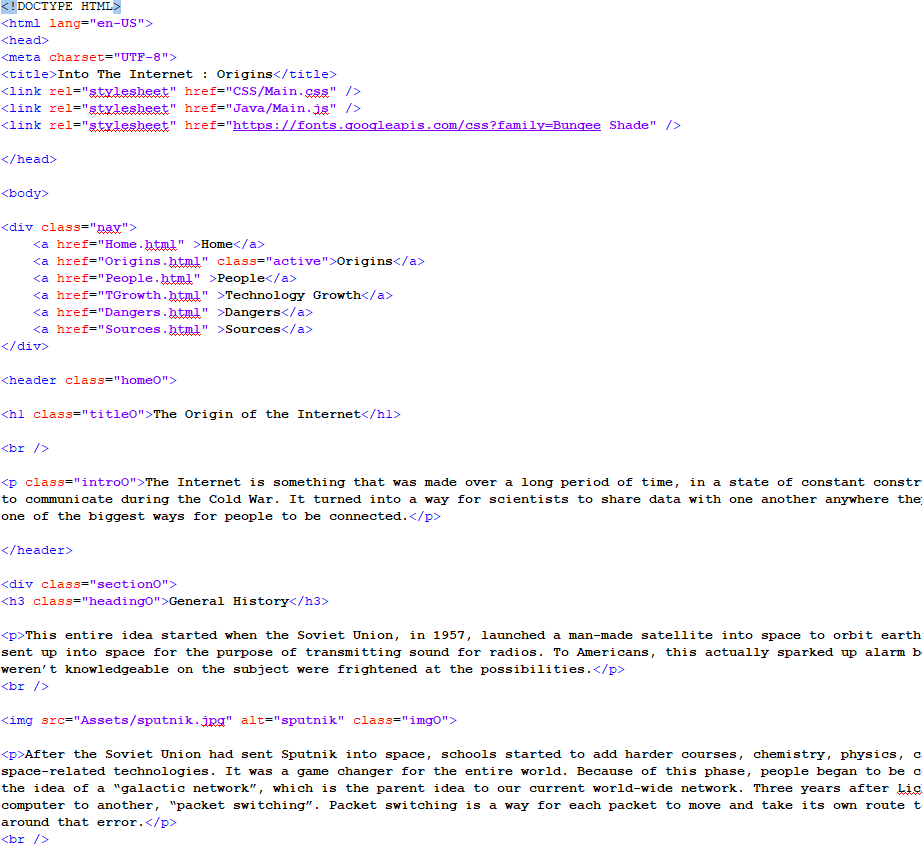 <!DOCTYPE HTML>
<html lang="en-US">
<head>
<meta charset="UTF-8">
<title>Into The Internet : Origins</title>
<link rel="stylesheet" href="CSS/Main.css" />
<link rel="stylesheet" href="Java/Main.js" />
<link rel="stylesheet" href="https://fonts.googleapis.com/css?family=Bungee Shade" />
</head>
<body>
<div class="nav">
<a href="Home.html" >Home</a>
<a href="Origins.html" class="active">Origins</a>
<a href="People.html" >People</a>
<a href="TGrowth.html" >Technology Growth</a>
<a href="Dangers.html" >Dangers</a>
<a href="Sources.html" >Sources</a>
</div>
<header class="homeO">
<h1 class="titleO">The Origin of the Internet</h1>
<br />
<p class="introO">The Internet is something that was made over a long period of time, in a state of constant constr
to communicate during the Cold War. It turned into a way for scientists to share data with one another anywhere they
one of the biggest ways for people to be connected.</p>
</header>
<div class="sectionO">
<h3 class="headingO">General History</h3>
<p>This entire idea started when the Soviet Union, in 1957, launched a man-made satellite into space to orbit earth
sent up into space for the purpose of transmitting sound for radios. To Americans, this actually sparked up alarm b
weren’t knowledgeable on the subject were frightened at the possibilities.</p>
<br />
<img src="Assets/sputnik.jpg" alt="sputnik" class="imgO">
<p>After the Soviet Union had sent Sputnik into space, schools started to add harder courses, chemistry, physics, c
space-related technologies. It was a game changer for the entire world. Because of this phase, people began to be c
the idea of a “galactic network”, which is the parent idea to our current world-wide network. Three years after Lic
computer to another, “packet switching”. Packet switching is a way for each packet to move and take its own route t
around that error.</p>
<br />